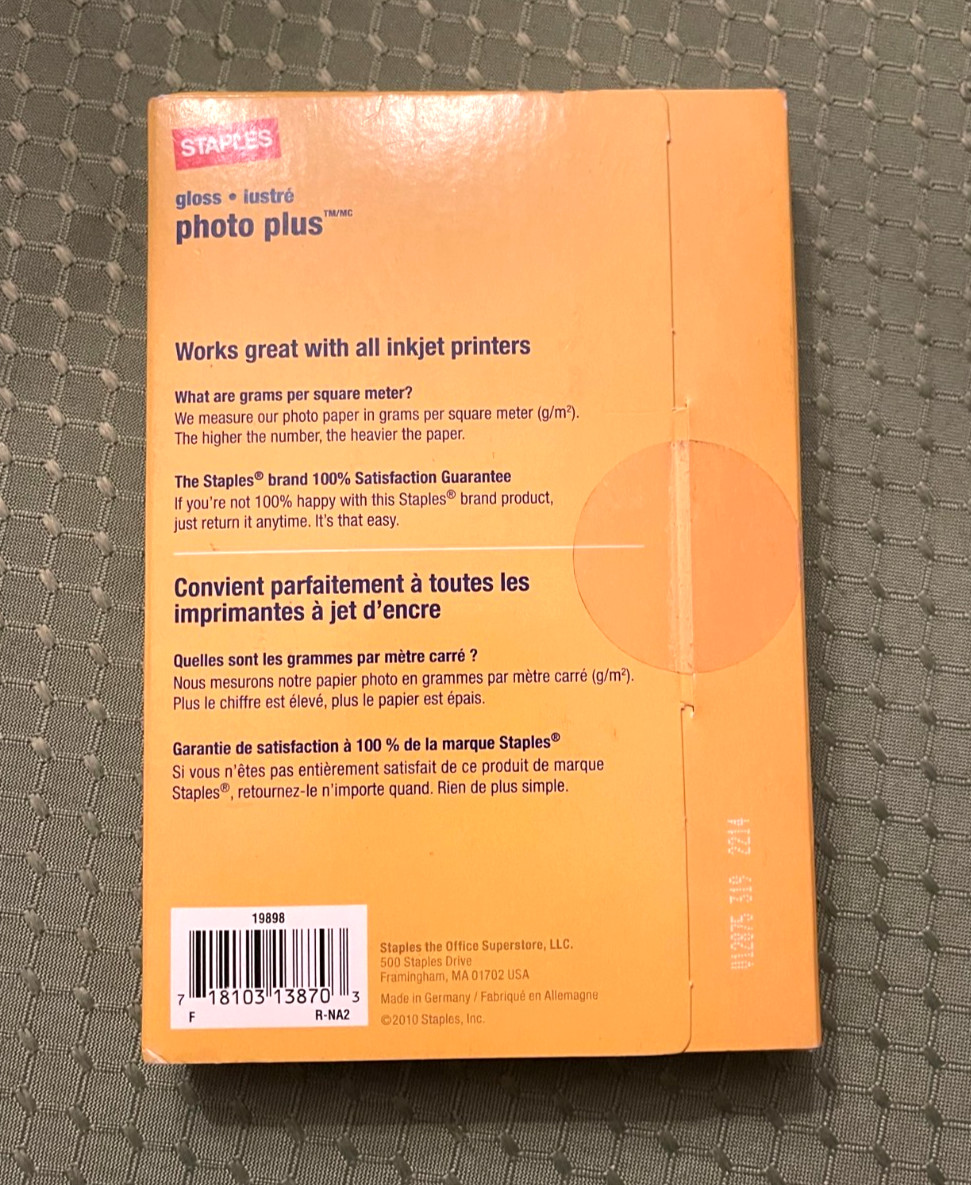 STAPLES
gloss • lustré
photo plus™/MC
Works great with all inkjet printers
What are grams per square meter?
We measure our photo paper in grams per square meter (g/m²).
The higher the number, the heavier the paper.
The Staples® brand 100% Satisfaction Guarantee
If you're not 100% happy with this Staples® brand product,
just return it anytime. It's that easy.
Convient parfaitement à toutes les
imprimantes à jet d'encre
Quelles sont les grammes par mètre carré ?
Nous mesurons notre papier photo en grammes par mètre carré (g/m²).
Plus le chiffre est élevé, plus le papier est épais.
Garantie de satisfaction à 100 % de la marque Staples®
Si vous n'êtes pas entièrement satisfait de ce produit de marque
Staples®, retournez-le n'importe quand. Rien de plus simple.
19898
7 18103 13870 3
F R-NA2
Staples the Office Superstore, LLC.
500 Staples Drive
Framingham, MA 01702 USA
Made in Germany / Fabriqué en Allemagne
©2010 Staples, Inc.
319 2214